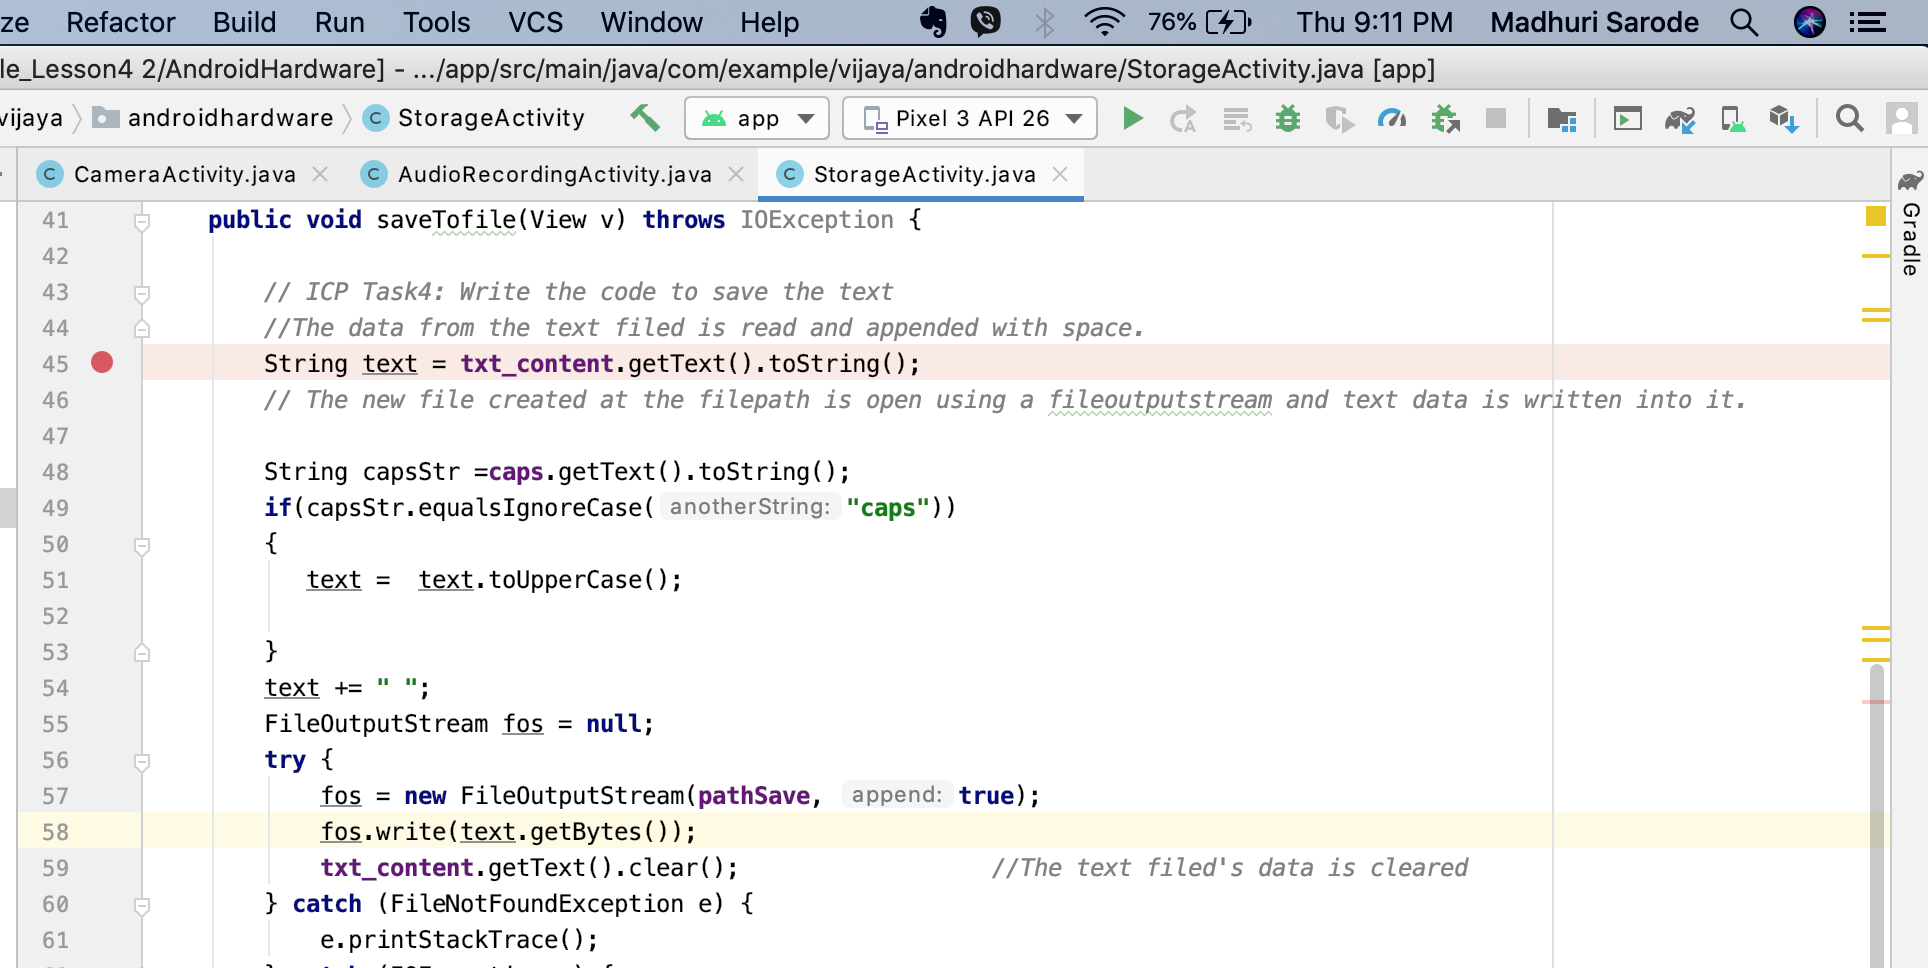 ze Refactor Build Run Tools VCS Window Help 76% Thu 9:11 PM Madhuri Sarode
le_Lesson4 2/AndroidHardware] - .../app/src/main/java/com/example/vijaya/androidhardware/StorageActivity.java [app]
vijaya androidhardware C StorageActivity app Pixel 3 API 26
C CameraActivity.java C AudioRecordingActivity.java C StorageActivity.java
Gradle
41 public void saveTofile(View v) throws IOException {
42
43 // ICP Task4: Write the code to save the text
44 //The data from the text filed is read and appended with space.
45 String text = txt_content.getText().toString();
46 // The new file created at the filepath is open using a fileoutputstream and text data is written into it.
47
48 String capsStr =caps.getText().toString();
49 if(capsStr.equalsIgnoreCase( anotherString: "caps"))
50 {
51 text =  text.toUpperCase();
52
53 }
54 text += " ";
55 FileOutputStream fos = null;
56 try {
57 fos = new FileOutputStream(pathSave, append: true);
58 fos.write(text.getBytes());
59 txt_content.getText().clear(); //The text filed's data is cleared
60 } catch (FileNotFoundException e) {
61 e.printStackTrace();